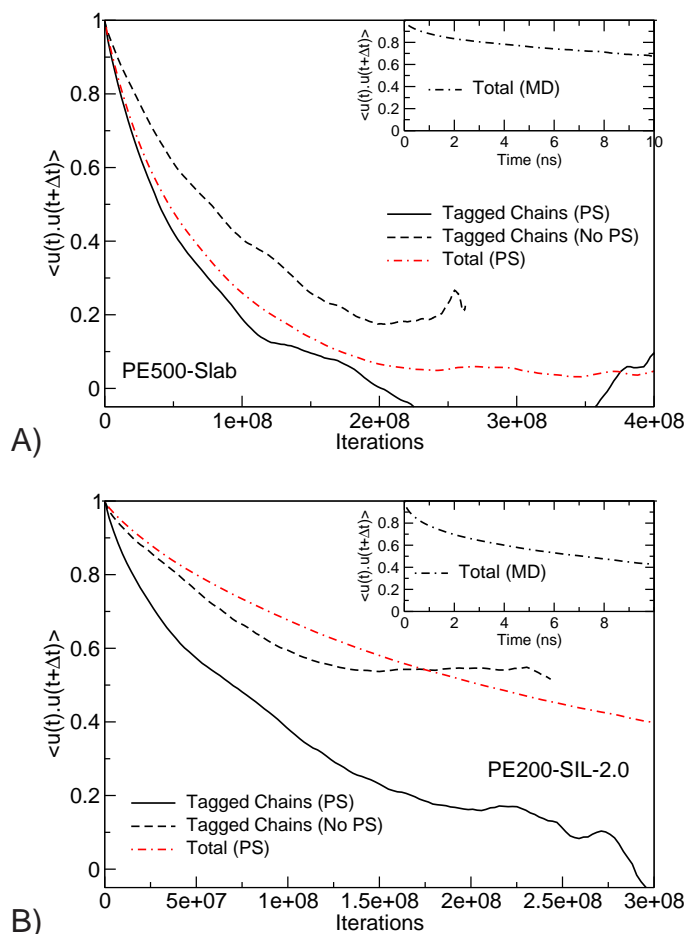 1
0.8
0.6
0.4
0.2
0
<u(t).u(t+Δt)>
0
1e+08
2e+08
3e+08
4e+08
Iterations
PE500-Slab
Tagged Chains (PS)
Tagged Chains (No PS)
Total (PS)
0.8
0.6
0.4
0.2
0
<u(t).u(t+Δt)>
Total (MD)
0
2
4
6
8
10
Time (ns)
A)
1
0.8
0.6
0.4
0.2
0
<u(t).u(t+Δt)>
0
5e+07
1e+08
1.5e+08
2e+08
2.5e+08
3e+08
Iterations
PE200-SIL-2.0
Tagged Chains (PS)
Tagged Chains (No PS)
Total (PS)
0.8
0.6
0.4
0.2
0
<u(t).u(t+Δt)>
Total (MD)
0
2
4
6
8
Time (ns)
B)